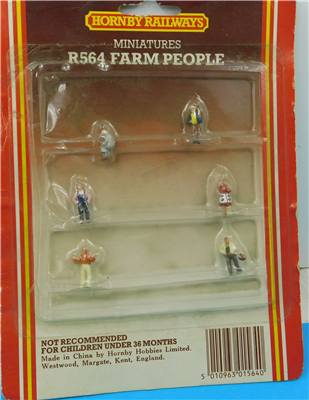 HORNBY RAILWAYS
MINIATURES
R564 FARM PEOPLE
NOT RECOMMENDED
FOR CHILDREN UNDER 36 MONTHS
Made in China by Hornby Hobbies Limited.
Westwood, Margate, Kent, England.
5 010963 015640